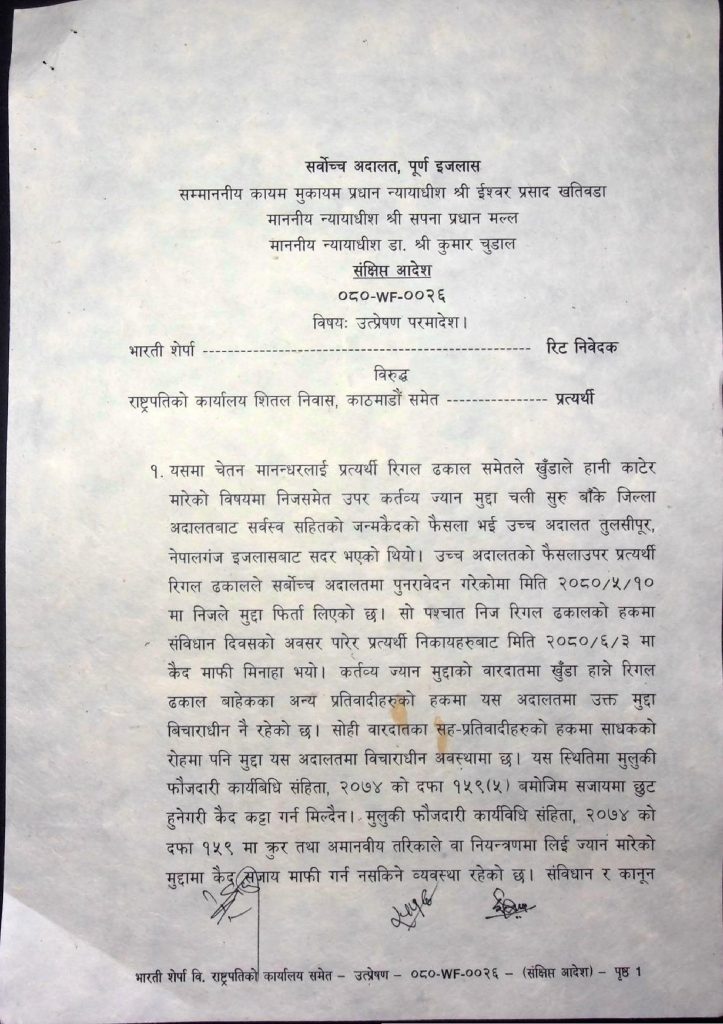 सर्वोच्च अदालत, पूर्ण इजलास
सम्माननीय कायम मुकायम प्रधान न्यायाधीश श्री ईश्वर प्रसाद खतिवडा
माननीय न्यायाधीश श्री सपना प्रधान मल्ल
माननीय न्यायाधीश डा. श्री कुमार चुडाल
संक्षिप्त आदेश
०८०-WF-००२६
विषयः उत्प्रेषण परमादेश।
भारती शेर्पा ------------------------------------------------ रिट निवेदक
विरुद्ध
राष्ट्रपतिको कार्यालय शितल निवास, काठमाडौं समेत --------------- प्रत्यर्थी
१. यसमा चेतन मानन्धरलाई प्रत्यर्थी रिगल ढकाल समेतले खुँडाले हानी काटेर
मारेको विषयमा निजसमेत उपर कर्तव्य ज्यान मुद्दा चली सुरु बाँके जिल्ला
अदालतबाट सर्वस्व सहितको जन्मकैदको फैसला भई उच्च अदालत तुलसीपूर,
नेपालगंज इजलासबाट सदर भएको थियो। उच्च अदालतको फैसलाउपर प्रत्यर्थी
रिगल ढकालले सर्बोच्च अदालतमा पुनरावेदन गरेकोमा मिति २०८०/५/१०
मा निजले मुद्दा फिर्ता लिएको छ। सो पश्चात निज रिगल ढकालको हकमा
संविधान दिवसको अवसर पारेर प्रत्यर्थी निकायहरुबाट मिति २०८०/६/३ मा
कैद माफी मिनाहा भयो। कर्तव्य ज्यान मुद्दाको वारदातमा खुँडा हान्ने रिगल
ढकाल बाहेकका अन्य प्रतिवादीहरुको हकमा यस अदालतमा उक्त मुद्दा
बिचाराधीन नै रहेको छ। सोही वारदातका सह-प्रतिवादीहरुको हकमा साधकको
रोहमा पनि मुद्दा यस अदालतमा विचाराधीन अवस्थामा छ। यस स्थितिमा मुलुकी
फौजदारी कार्यबिधि संहिता, २०७४ को दफा १५९(५) बमोजिम सजायमा छुट
हुनेगरी कैद कट्टा गर्न मिल्दैन। मुलुकी फौजदारी कार्यविधि संहिता, २०७४ को
दफा १५९ मा क्रुर तथा अमानवीय तरिकाले वा नियन्त्रणमा लिई ज्यान मारेको
मुद्दामा कैद सजाय माफी गर्न नसकिने व्यवस्था रहेको छ। संविधान र कानून
भारती शेर्पा वि. राष्ट्रपतिको कार्यालय समेत – उत्प्रेषण – ०८०-WF-००२६ – (संक्षिप्त आदेश) – पृष्ठ 1